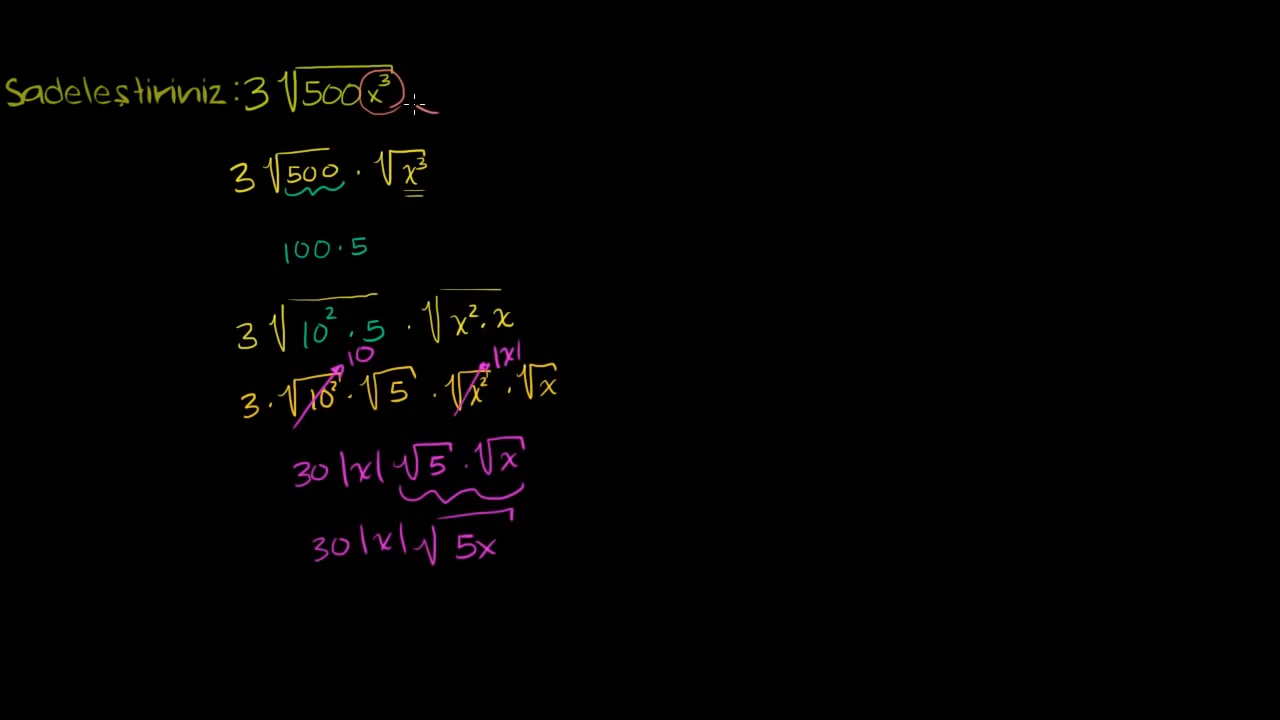 Sadeleştiriniz: 3 √500x³
3 √500 · √x³
100 · 5
3 √10² · 5 · √x² · x
10 |x|
3 · √10² · √5 · √x² · √x
30 |x| √5 · √x
30 |x| √5x